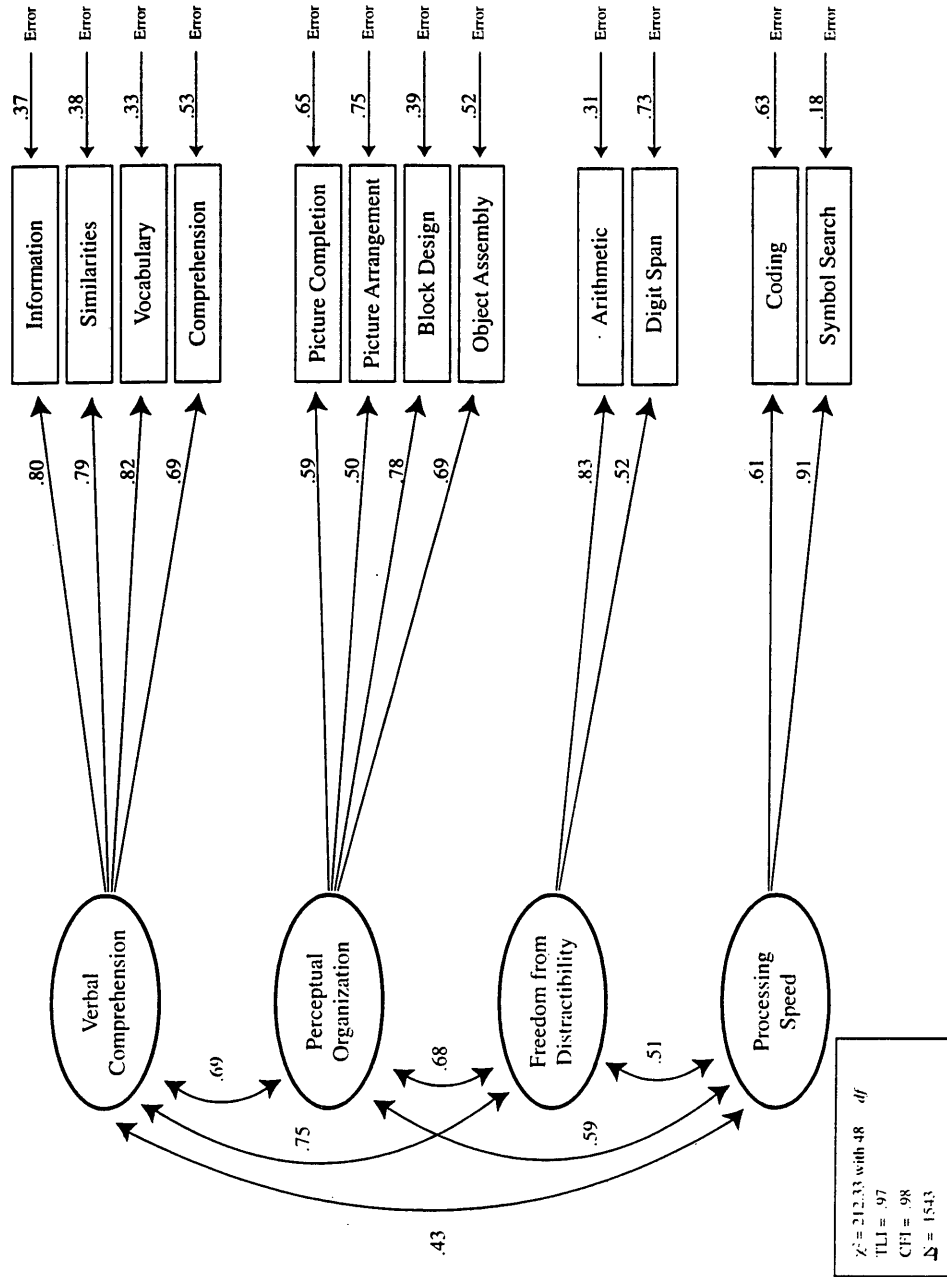 Verbal
Comprehension
Perceptual
Organization
Freedom from
Distractibility
Processing
Speed
.69
.68
.51
.75
.59
.43
.80
.79
.82
.69
.59
.50
.78
.69
.83
.52
.61
.91
Information
Similarities
Vocabulary
Comprehension
Picture Completion
Picture Arrangement
Block Design
Object Assembly
Arithmetic
Digit Span
Coding
Symbol Search
.37 Error
.38 Error
.33 Error
.53 Error
.65 Error
.75 Error
.39 Error
.52 Error
.31 Error
.73 Error
.63 Error
.18 Error
χ² = 212.33 with 48 df
TLI = .97
CFI = .98
N = 1543